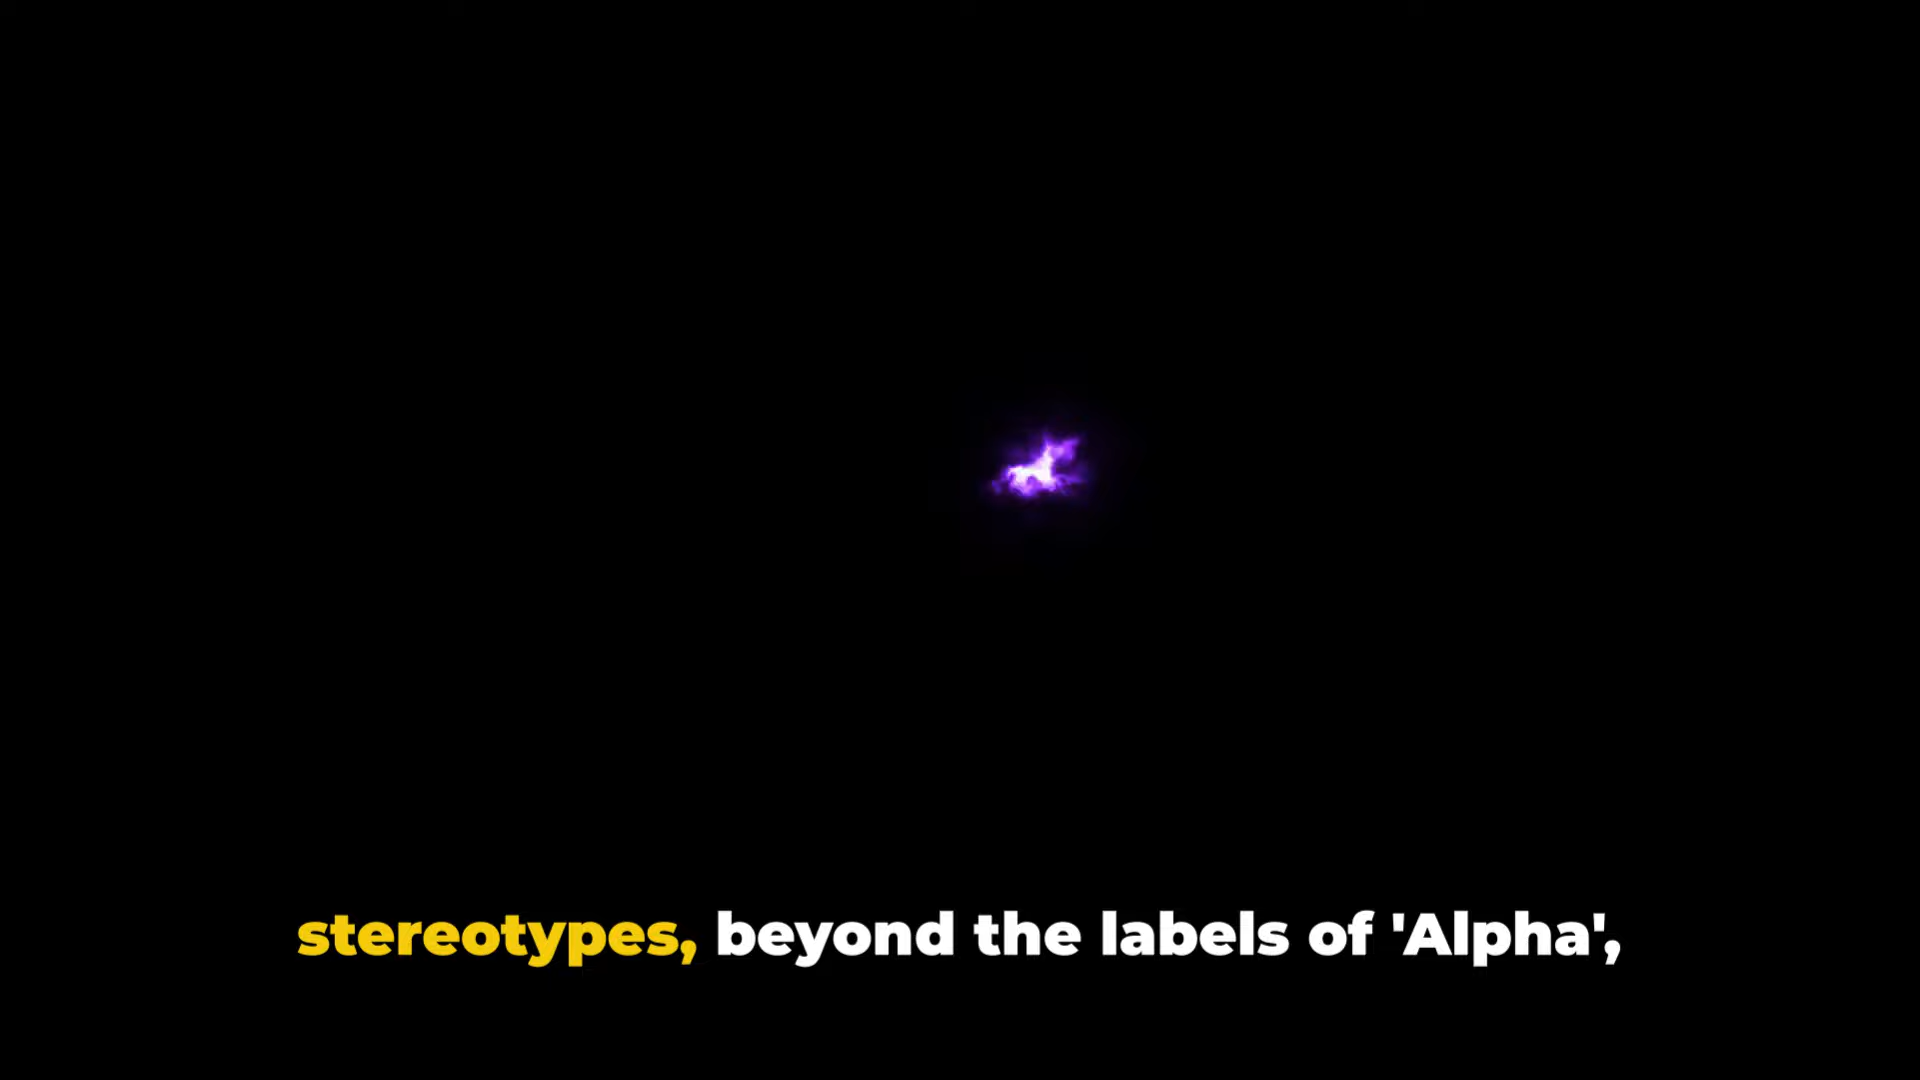 stereotypes, beyond the labels of 'Alpha',